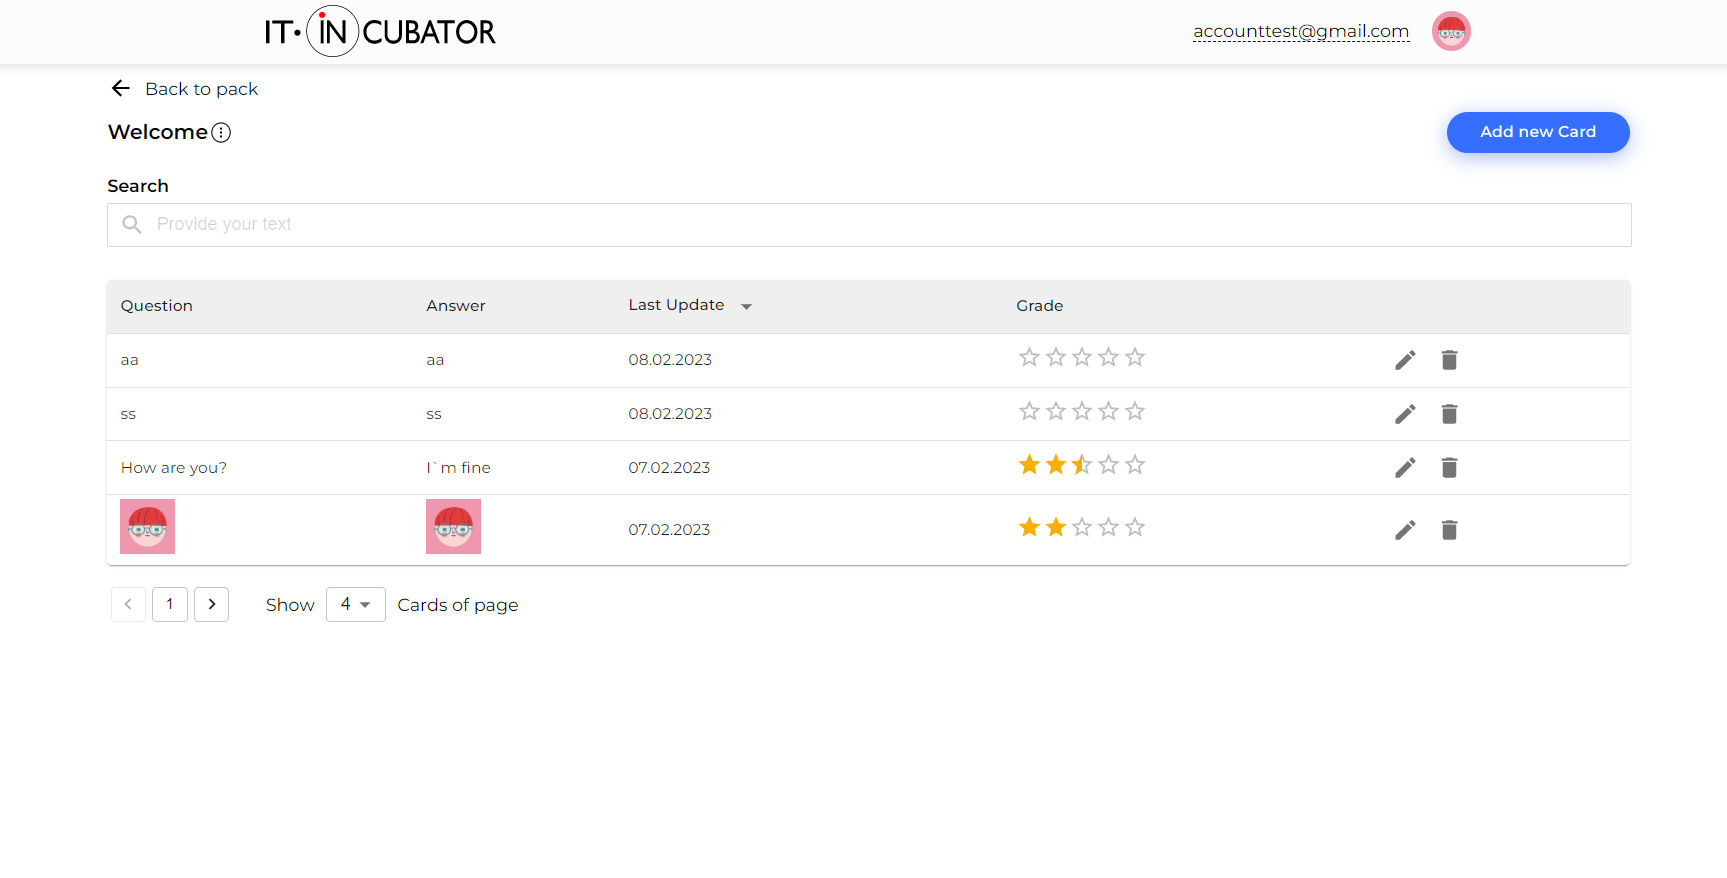 IT·INCUBATOR
accounttest@gmail.com
Back to pack
Welcome
Add new Card
Search
Provide your text
Question Answer Last Update Grade
aa aa 08.02.2023
ss ss 08.02.2023
How are you? I`m fine 07.02.2023
07.02.2023
1 Show 4 Cards of page